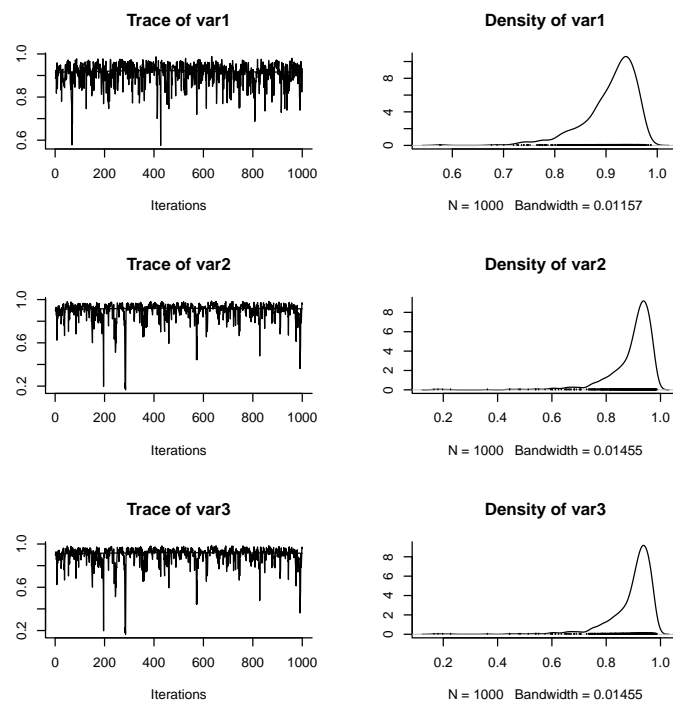 Trace of var1
Density of var1
0.6 0.8 0.9 1.0
0 200 400 600 800 1000
Iterations
0 4 8
0.6 0.7 0.8 0.9 1.0
N = 1000 Bandwidth = 0.01157
Trace of var2
Density of var2
0.2 0.6 1.0
0 200 400 600 800 1000
Iterations
0 2 4 6 8
0.2 0.4 0.6 0.8 1.0
N = 1000 Bandwidth = 0.01455
Trace of var3
Density of var3
0.2 0.6 1.0
0 200 400 600 800 1000
Iterations
0 2 4 6 8
0.2 0.4 0.6 0.8 1.0
N = 1000 Bandwidth = 0.01455